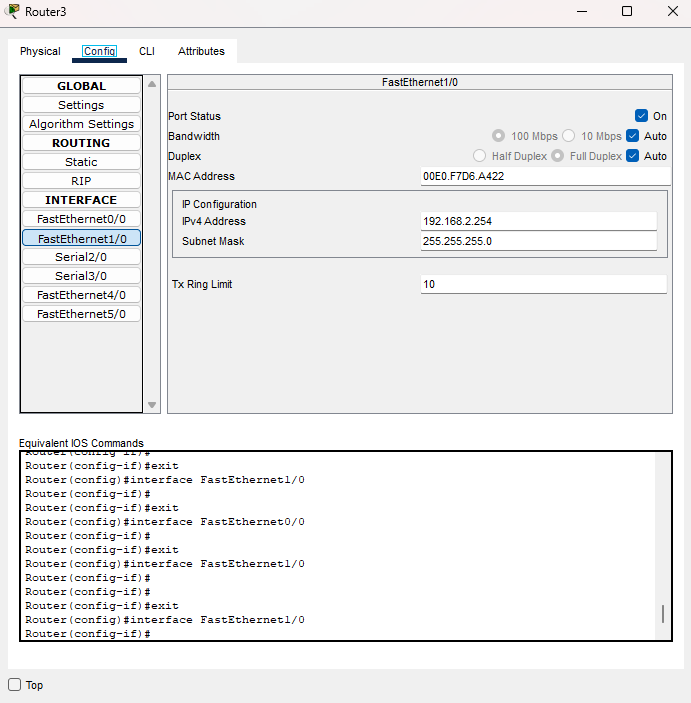 Router3
Physical Config CLI Attributes
GLOBAL
Settings
Algorithm Settings
ROUTING
Static
RIP
INTERFACE
FastEthernet0/0
FastEthernet1/0
Serial2/0
Serial3/0
FastEthernet4/0
FastEthernet5/0
FastEthernet1/0
Port Status On
Bandwidth 100 Mbps 10 Mbps Auto
Duplex Half Duplex Full Duplex Auto
MAC Address 00E0.F7D6.A422
IP Configuration
IPv4 Address 192.168.2.254
Subnet Mask 255.255.255.0
Tx Ring Limit 10
Equivalent IOS Commands
Router(config-if)#
Router(config-if)#exit
Router(config)#interface FastEthernet1/0
Router(config-if)#
Router(config-if)#exit
Router(config)#interface FastEthernet0/0
Router(config-if)#
Router(config-if)#exit
Router(config)#interface FastEthernet1/0
Router(config-if)#
Router(config-if)#
Router(config-if)#exit
Router(config)#interface FastEthernet1/0
Router(config-if)#
Top